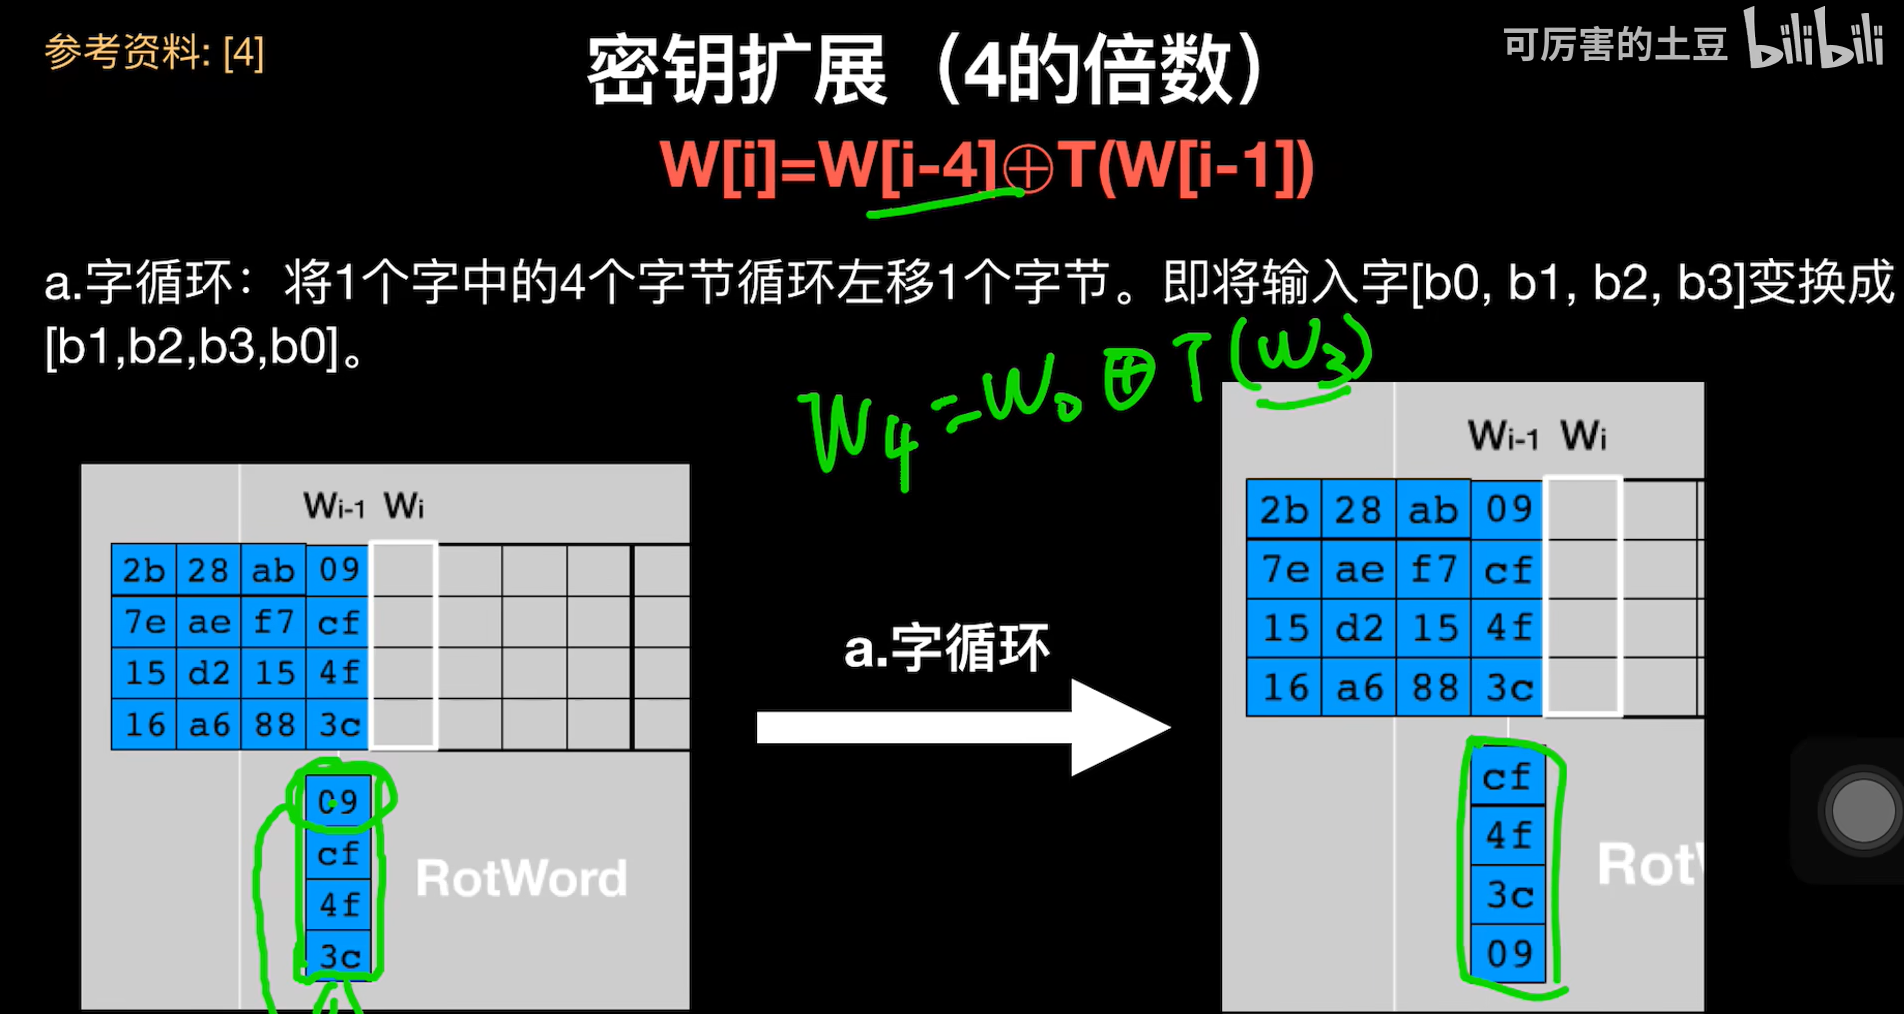 参考资料: [4]
可厉害的土豆 bilibili
密钥扩展（4的倍数）
W[i]=W[i-4]⊕T(W[i-1])
a.字循环：将1个字中的4个字节循环左移1个字节。即将输入字[b0, b1, b2, b3]变换成
[b1,b2,b3,b0]。
W4=W0⊕T(W3)
Wi-1 Wi
2b 28 ab 09
7e ae f7 cf
15 d2 15 4f
16 a6 88 3c
09
cf
4f
3c
RotWord
a.字循环
Wi-1 Wi
2b 28 ab 09
7e ae f7 cf
15 d2 15 4f
16 a6 88 3c
cf
4f
3c
09
Rot